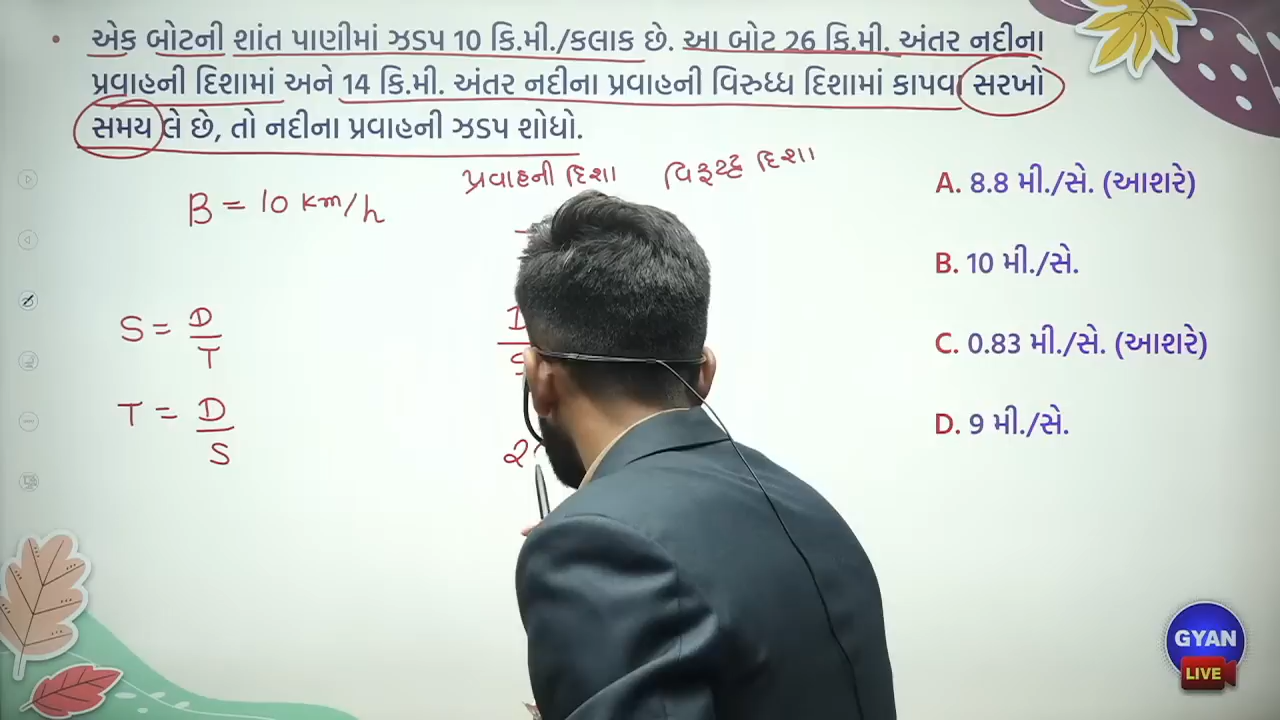 એક બોટની શાંત પાણીમાં ઝડપ 10 કિ.મી./કલાક છે. આ બોટ 26 કિ.મી. અંતર નદીના
પ્રવાહની દિશામાં અને 14 કિ.મી. અંતર નદીના પ્રવાહની વિરુધ્ધ દિશામાં કાપવા સરખો
સમય લે છે, તો નદીના પ્રવાહની ઝડપ શોધો.
પ્રવાહની દિશા વિરૂદ્ધ દિશા
B = 10 km/h
S = D
T
T = D
S
A. 8.8 મી./સે. (આશરે)
B. 10 મી./સે.
C. 0.83 મી./સે. (આશરે)
D. 9 મી./સે.
GYAN
LIVE